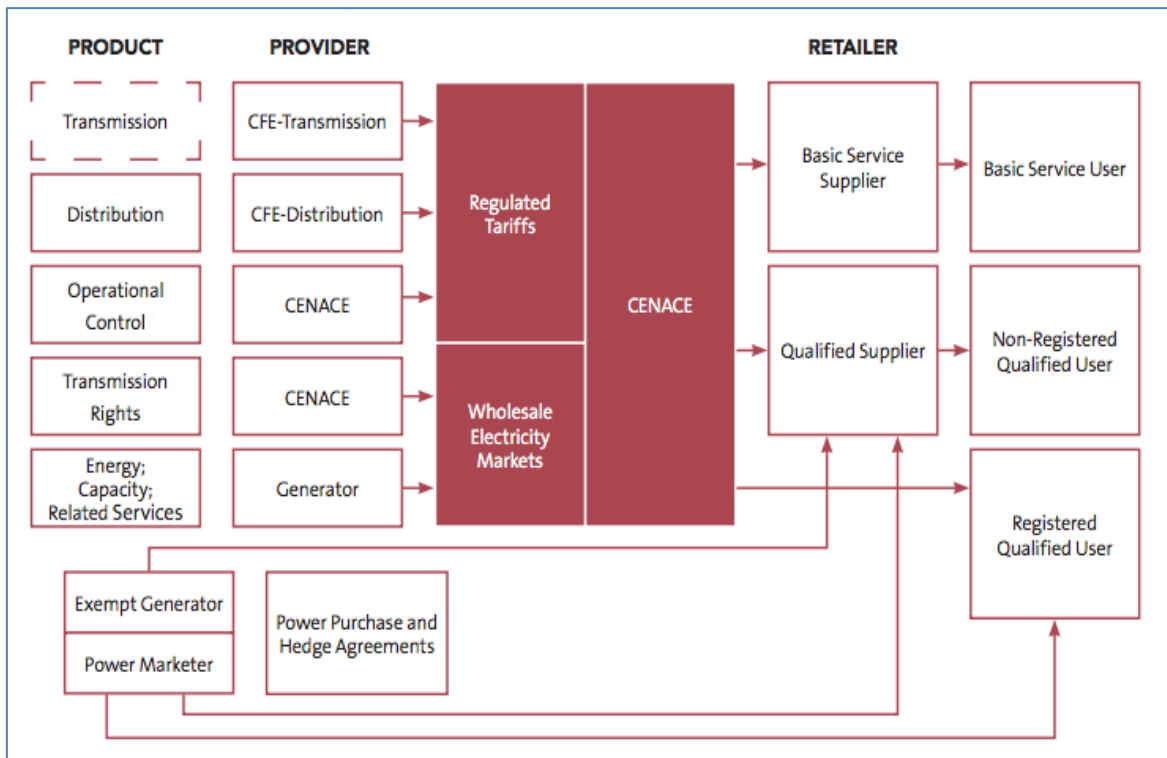 PRODUCT
PROVIDER
RETAILER
Transmission
CFE-Transmission
Distribution
CFE-Distribution
Operational
Control
CENACE
Transmission
Rights
CENACE
Energy;
Capacity;
Related Services
Generator
Regulated
Tariffs
Wholesale
Electricity
Markets
CENACE
Basic Service
Supplier
Basic Service User
Qualified Supplier
Non-Registered
Qualified User
Registered
Qualified User
Exempt Generator
Power Marketer
Power Purchase and
Hedge Agreements